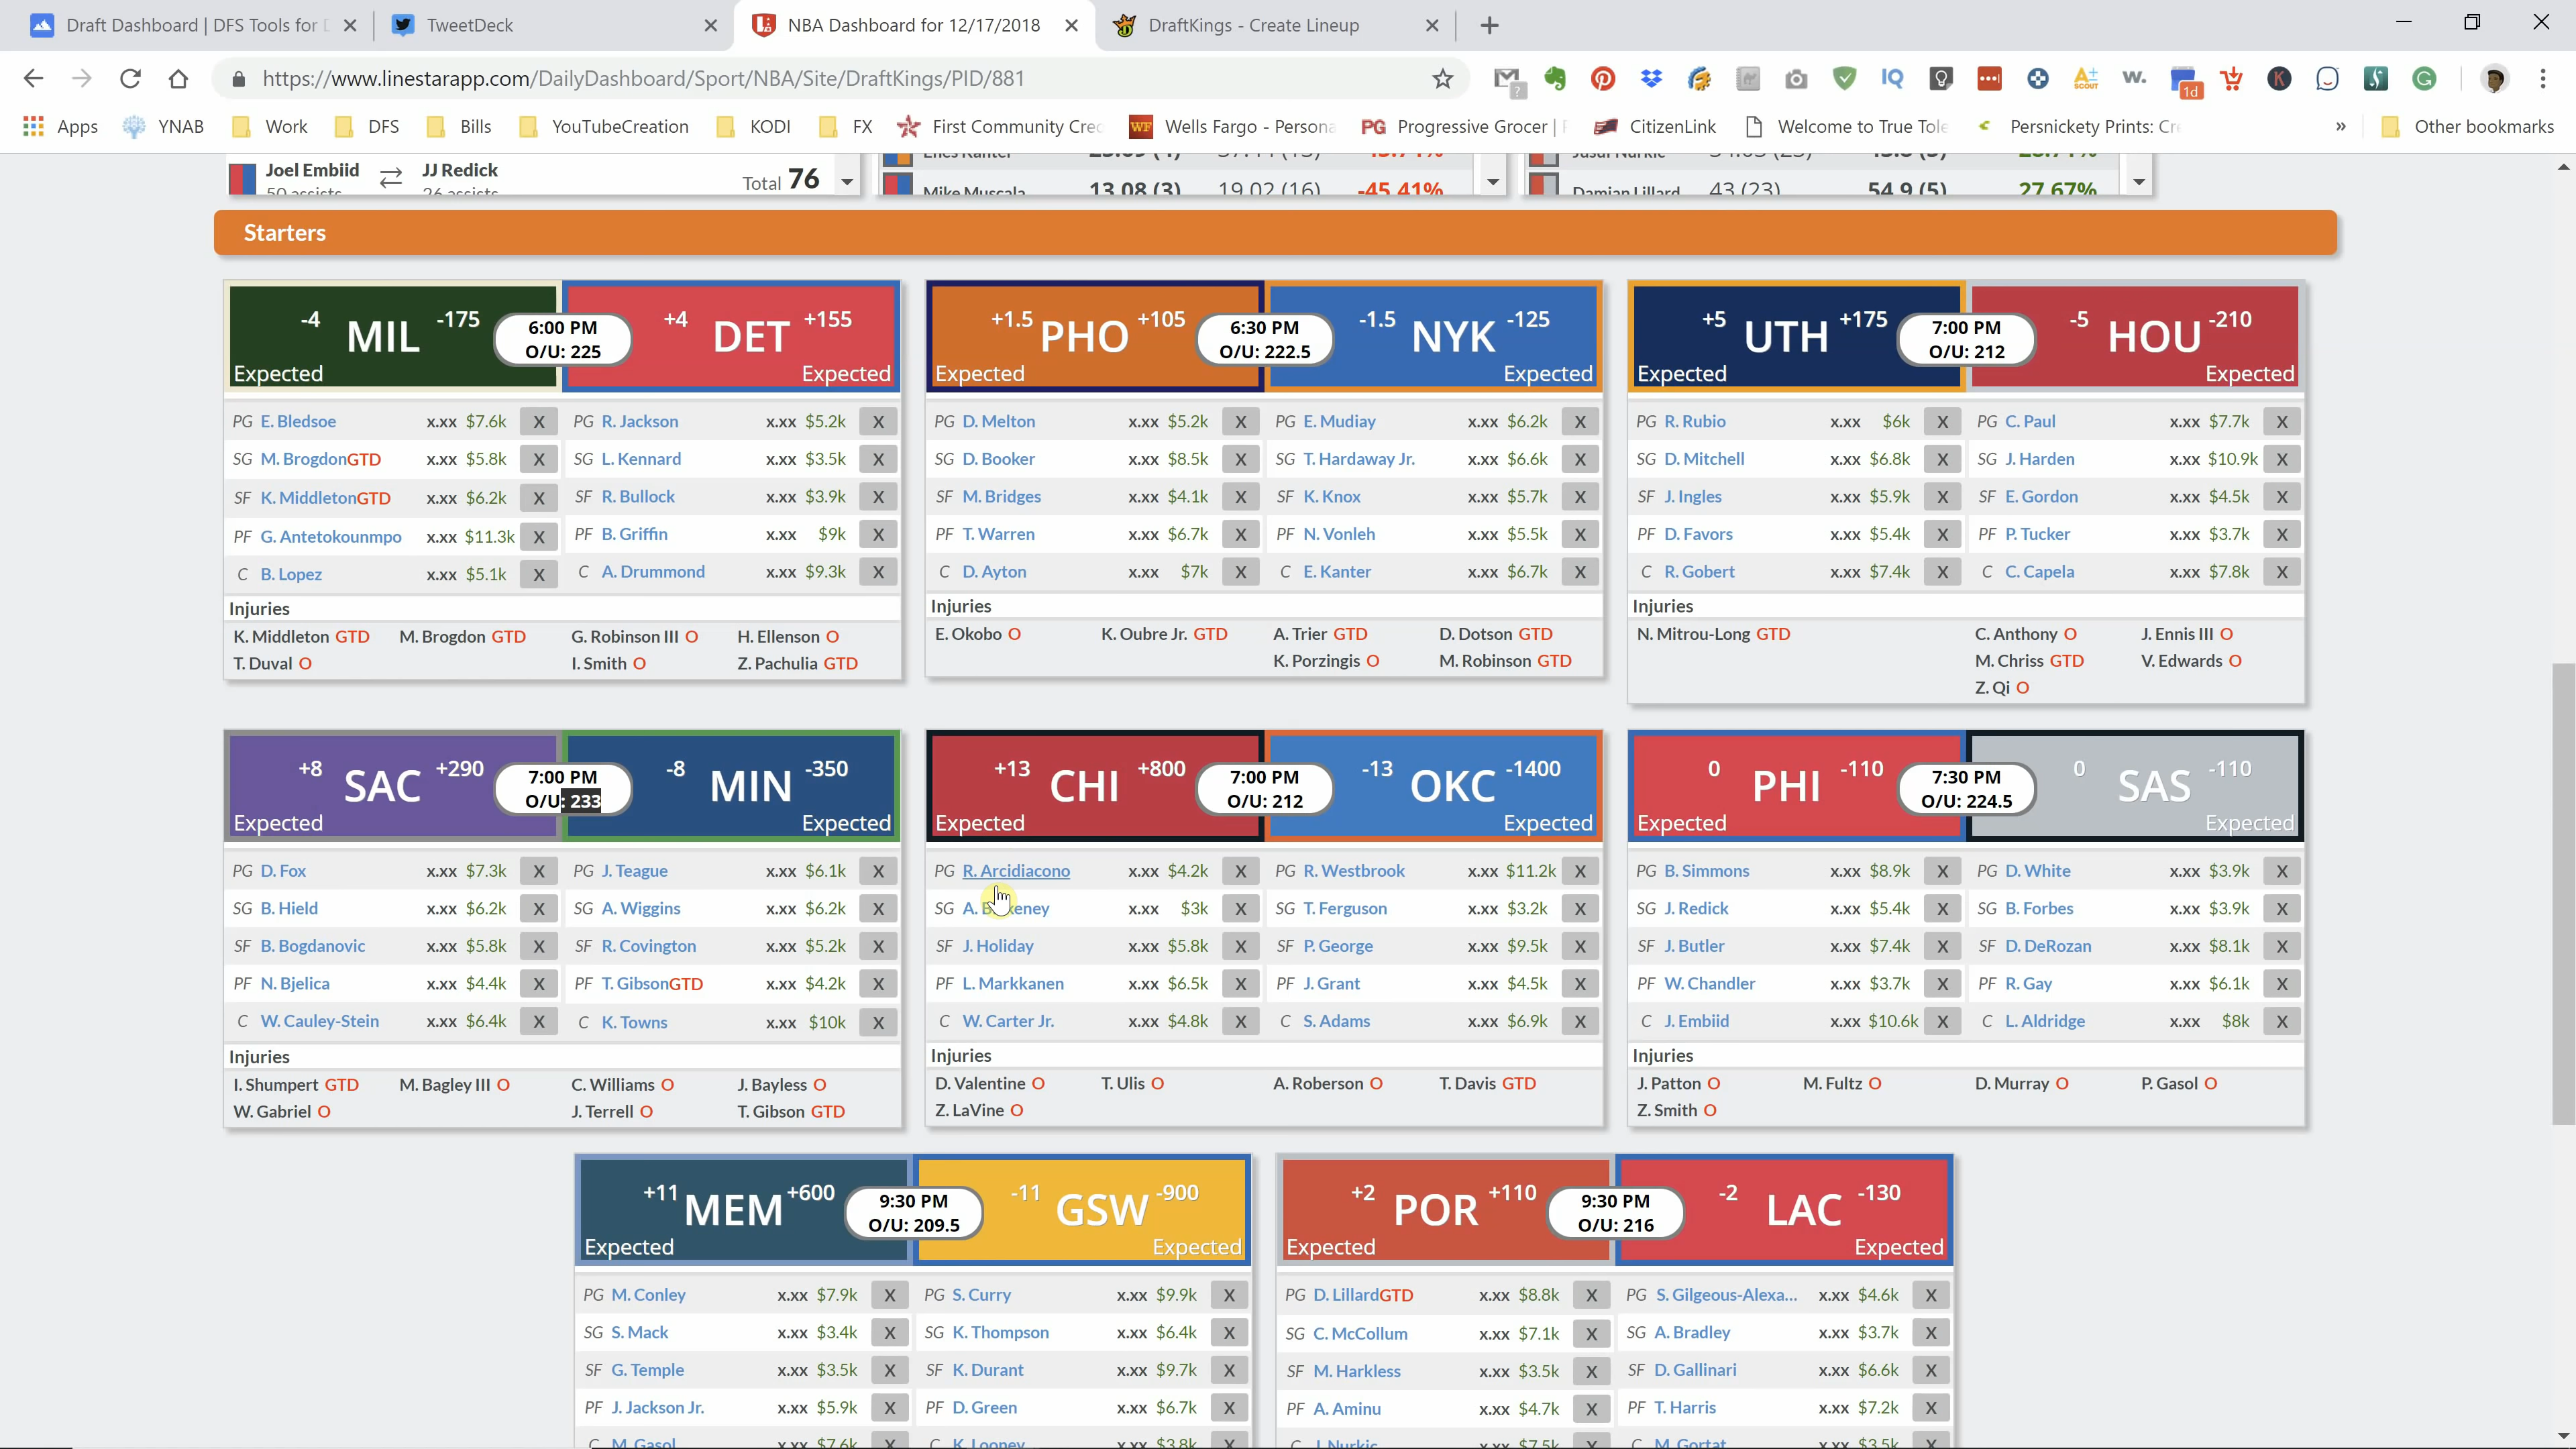 Draft Dashboard | DFS Tools for D
TweetDeck
NBA Dashboard for 12/17/2018
DraftKings - Create Lineup
https://www.linestarapp.com/DailyDashboard/Sport/NBA/Site/DraftKings/PID/881
Apps YNAB Work DFS Bills YouTubeCreation KODI FX First Community Cre Wells Fargo - Persona Progressive Grocer | CitizenLink Welcome to True Tole Persnickety Prints: Cr » Other bookmarks
Joel Embiid JJ Redick Total 76
50 assists 26 assists
Mike Muscala 13.08 (3) 19.02 (16) -45.41%
Damian Lillard 43 (23) 54.9 (5) 27.67%
Starters
-4 MIL -175 6:00 PM O/U: 225 +4 DET +155
Expected Expected
PG E. Bledsoe x.xx $7.6k X PG R. Jackson x.xx $5.2k X
SG M. BrogdonGTD x.xx $5.8k X SG L. Kennard x.xx $3.5k X
SF K. MiddletonGTD x.xx $6.2k X SF R. Bullock x.xx $3.9k X
PF G. Antetokounmpo x.xx $11.3k X PF B. Griffin x.xx $9k X
C B. Lopez x.xx $5.1k X C A. Drummond x.xx $9.3k X
Injuries
K. Middleton GTD M. Brogdon GTD G. Robinson III O H. Ellenson O
T. Duval O I. Smith O Z. Pachulia GTD
+1.5 PHO +105 6:30 PM O/U: 222.5 -1.5 NYK -125
Expected Expected
PG D. Melton x.xx $5.2k X PG E. Mudiay x.xx $6.2k X
SG D. Booker x.xx $8.5k X SG T. Hardaway Jr. x.xx $6.6k X
SF M. Bridges x.xx $4.1k X SF K. Knox x.xx $5.7k X
PF T. Warren x.xx $6.7k X PF N. Vonleh x.xx $5.5k X
C D. Ayton x.xx $7k X C E. Kanter x.xx $6.7k X
Injuries
E. Okobo O K. Oubre Jr. GTD A. Trier GTD D. Dotson GTD
K. Porzingis O M. Robinson GTD
+5 UTH +175 7:00 PM O/U: 212 -5 HOU -210
Expected Expected
PG R. Rubio x.xx $6k X PG C. Paul x.xx $7.7k X
SG D. Mitchell x.xx $6.8k X SG J. Harden x.xx $10.9k X
SF J. Ingles x.xx $5.9k X SF E. Gordon x.xx $4.5k X
PF D. Favors x.xx $5.4k X PF P. Tucker x.xx $3.7k X
C R. Gobert x.xx $7.4k X C C. Capela x.xx $7.8k X
Injuries
N. Mitrou-Long GTD C. Anthony O J. Ennis III O
M. Chriss GTD V. Edwards O
Z. Qi O
+8 SAC +290 7:00 PM O/U: 233 -8 MIN -350
Expected Expected
PG D. Fox x.xx $7.3k X PG J. Teague x.xx $6.1k X
SG B. Hield x.xx $6.2k X SG A. Wiggins x.xx $6.2k X
SF B. Bogdanovic x.xx $5.8k X SF R. Covington x.xx $5.2k X
PF N. Bjelica x.xx $4.4k X PF T. GibsonGTD x.xx $4.2k X
C W. Cauley-Stein x.xx $6.4k X C K. Towns x.xx $10k X
Injuries
I. Shumpert GTD M. Bagley III O C. Williams O J. Bayless O
W. Gabriel O J. Terrell O T. Gibson GTD
+13 CHI +800 7:00 PM O/U: 212 -13 OKC -1400
Expected Expected
PG R. Arcidiacono x.xx $4.2k X PG R. Westbrook x.xx $11.2k X
SG A. x.xx $3k X SG T. Ferguson x.xx $3.2k X
SF J. Holiday x.xx $5.8k X SF P. George x.xx $9.5k X
PF L. Markkanen x.xx $6.5k X PF J. Grant x.xx $4.5k X
C W. Carter Jr. x.xx $4.8k X C S. Adams x.xx $6.9k X
Injuries
D. Valentine O T. Ulis O A. Roberson O T. Davis GTD
Z. LaVine O
0 PHI -110 7:30 PM O/U: 224.5 0 SAS -110
Expected Expected
PG B. Simmons x.xx $8.9k X PG D. White x.xx $3.9k X
SG J. Redick x.xx $5.4k X SG B. Forbes x.xx $3.9k X
SF J. Butler x.xx $7.4k X SF D. DeRozan x.xx $8.1k X
PF W. Chandler x.xx $3.7k X PF R. Gay x.xx $6.1k X
C J. Embiid x.xx $10.6k X C L. Aldridge x.xx $8k X
Injuries
J. Patton O M. Fultz O D. Murray O P. Gasol O
Z. Smith O
+11 MEM +600 9:30 PM O/U: 209.5 -11 GSW -900
Expected Expected
PG M. Conley x.xx $7.9k X PG S. Curry x.xx $9.9k X
SG S. Mack x.xx $3.4k X SG K. Thompson x.xx $6.4k X
SF G. Temple x.xx $3.5k X SF K. Durant x.xx $9.7k X
PF J. Jackson Jr. x.xx $5.9k X PF D. Green x.xx $6.7k X
C M. Gasol x.xx $7.6k X C K. Looney x.xx $3.8k X
+2 POR +110 9:30 PM O/U: 216 -2 LAC -130
Expected Expected
PG D. LillardGTD x.xx $8.8k X PG S. Gilgeous-Alexa... x.xx $4.6k X
SG C. McCollum x.xx $7.1k X SG A. Bradley x.xx $3.7k X
SF M. Harkless x.xx $3.5k X SF D. Gallinari x.xx $6.6k X
PF A. Aminu x.xx $4.7k X PF T. Harris x.xx $7.2k X
C J. Nurkic x.xx $7.5k X C M. Gortat x.xx $3.5k X